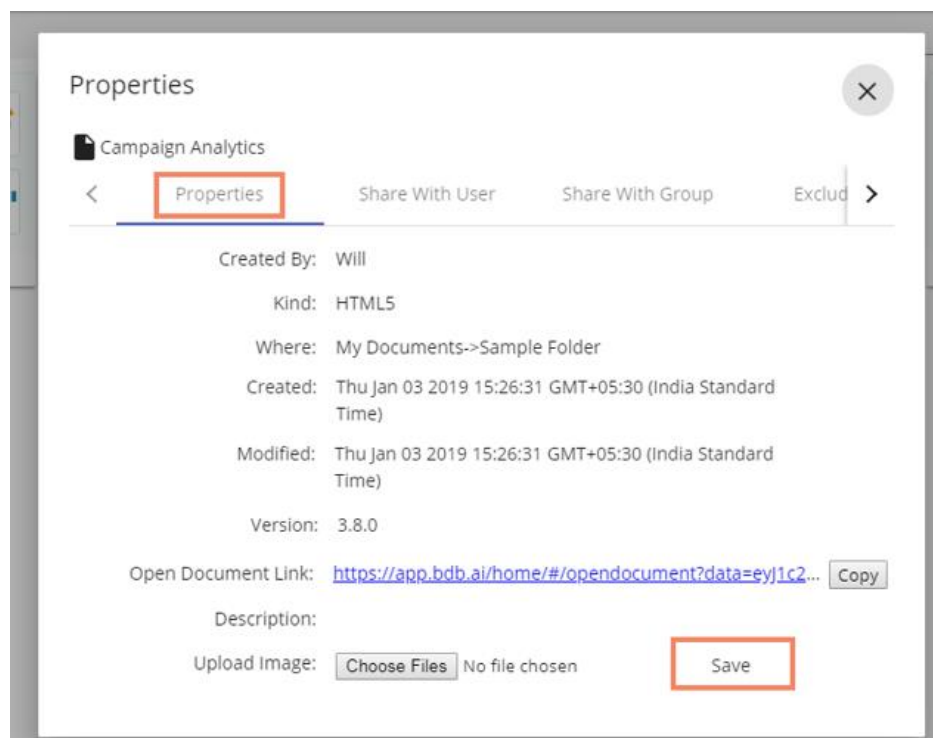 Properties
Campaign Analytics
Properties Share With User Share With Group Exclud
Created By: Will
Kind: HTML5
Where: My Documents->Sample Folder
Created: Thu Jan 03 2019 15:26:31 GMT+05:30 (India Standard
Time)
Modified: Thu Jan 03 2019 15:26:31 GMT+05:30 (India Standard
Time)
Version: 3.8.0
Open Document Link: https://app.bdb.ai/home/#/opendocument?data=eyJ1c2... Copy
Description:
Upload Image: Choose Files No file chosen Save